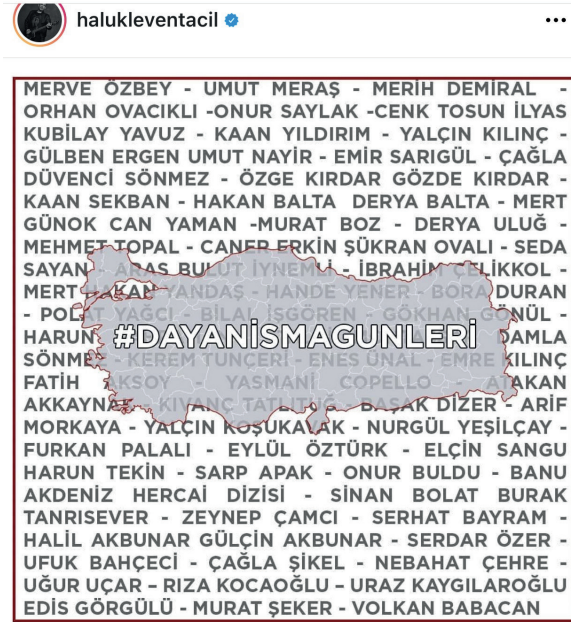 halukleventacil
...
MERVE ÖZBEY - UMUT MERAŞ - MERİH DEMİRAL -
ORHAN OVACIKLI -ONUR SAYLAK -CENK TOSUN İLYAS
KUBİLAY YAVUZ - KAAN YILDIRIM - YALÇIN KILINÇ -
GÜLBEN ERGEN UMUT NAYİR - EMİR SARIGÜL - ÇAĞLA
DÜVENCİ SÖNMEZ - ÖZGE KIRDAR GÖZDE KIRDAR -
KAAN SEKBAN - HAKAN BALTA DERYA BALTA - MERT
GÜNOK CAN YAMAN -MURAT BOZ - DERYA ULUĞ -
MEHMET TOPAL - CANER ERKİN ŞÜKRAN OVALI - SEDA
SAYAN - ARAS BULUT İYNEMLİ - İBRAHİM ÇELİKKOL -
MERT HAKAN YANDAŞ - HANDE YENER - BORA DURAN
- POLAT YAĞCI - BİLAL İŞGÖREN - GÖKHAN GÖNÜL -
HARUN DAMLA
#DAYANİSMAGUNLERİ
SÖNMEZ - KEREM TUNÇERİ - ENES ÜNAL - EMRE KILINÇ
FATİH AKSOY - YASMANİ COPELLO - ATAKAN
AKKAYNAK - KIVANÇ TATLITUĞ - BAŞAK DİZER - ARİF
MORKAYA - YALÇIN KOŞUKAVAK - NURGÜL YEŞİLÇAY -
FURKAN PALALI - EYLÜL ÖZTÜRK - ELÇİN SANGU
HARUN TEKİN - SARP APAK - ONUR BULDU - BANU
AKDENİZ HERCAİ DİZİSİ - SİNAN BOLAT BURAK
TANRISEVER - ZEYNEP ÇAMCI - SERHAT BAYRAM -
HALİL AKBUNAR GÜLÇİN AKBUNAR - SERDAR ÖZER -
UFUK BAHÇECİ - ÇAĞLA ŞİKEL - NEBAHAT ÇEHRE -
UĞUR UÇAR – RIZA KOCAOĞLU – URAZ KAYGILAROĞLU
EDİS GÖRGÜLÜ - MURAT ŞEKER - VOLKAN BABACAN